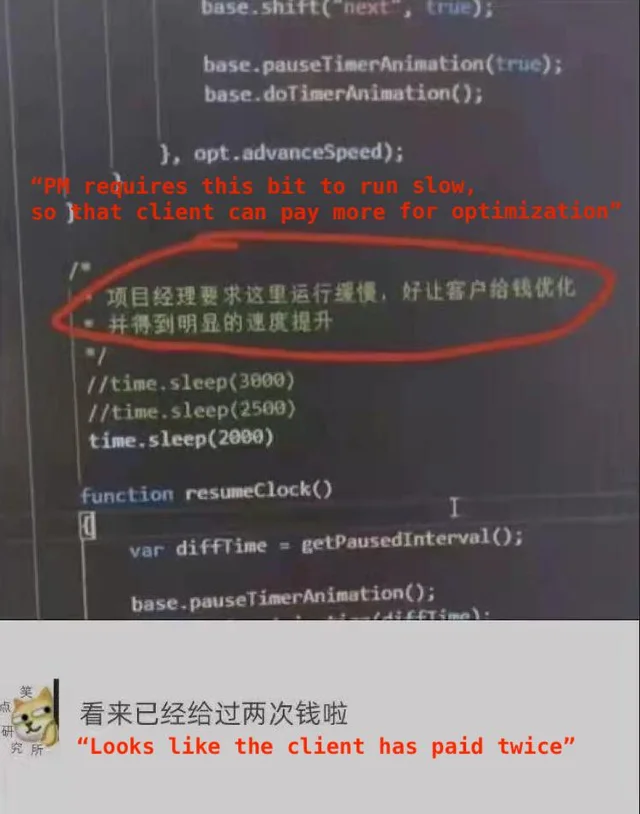 base.shift("next", true);
base.pauseTimerAnimation(true);
base.doTimerAnimation();
}, opt.advanceSpeed);
}
“PM requires this bit to run slow,
so that client can pay more for optimization”
}
/*
* 项目经理要求这里运行缓慢，好让客户给钱优化
* 并得到明显的速度提升
*/
//time.sleep(3000)
//time.sleep(2500)
time.sleep(2000)
function resumeClock()
{
var diffTime = getPausedInterval();
base.pauseTimerAnimation();
(diffTime);
笑
点
研
究所
看来已经给过两次钱啦
“Looks like the client has paid twice”